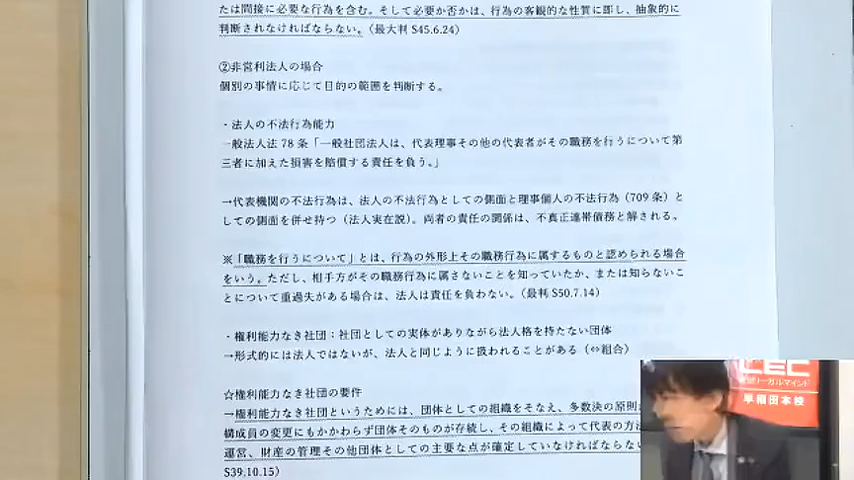 たは間接に必要な行為を含む。そして必要か否かは、行為の客観的な性質に即し、抽象的に
判断されなければならない。（最大判 S45.6.24）
②非営利法人の場合
個別の事情に応じて目的の範囲を判断する。
・法人の不法行為能力
一般法人法 78 条「一般社団法人は、代表理事その他の代表者がその職務を行うについて第
三者に加えた損害を賠償する責任を負う。」
→代表機関の不法行為は、法人の不法行為としての側面と理事個人の不法行為（709 条）と
しての側面を併せ持つ（法人実在説）。両者の責任の関係は、不真正連帯債務と解される。
※「職務を行うについて」とは、行為の外形上その職務行為に属するものと認められる場合
をいう。ただし、相手方がその職務行為に属さないことを知っていたか、または知らないこ
とについて重過失がある場合は、法人は責任を負わない。（最判 S50.7.14）
・権利能力なき社団：社団としての実体がありながら法人格を持たない団体
→形式的には法人ではないが、法人と同じように扱われることがある（⇔組合）
☆権利能力なき社団の要件
→権利能力なき社団というためには、団体としての組織をそなえ、多数決の原則
構成員の変更にもかかわらず団体そのものが存続し、その組織によって代表の方法
運営、財産の管理その他団体としての主要な点が確定していなければならない
S39.10.15）
LEC
リーガルマインド
早稲田本校